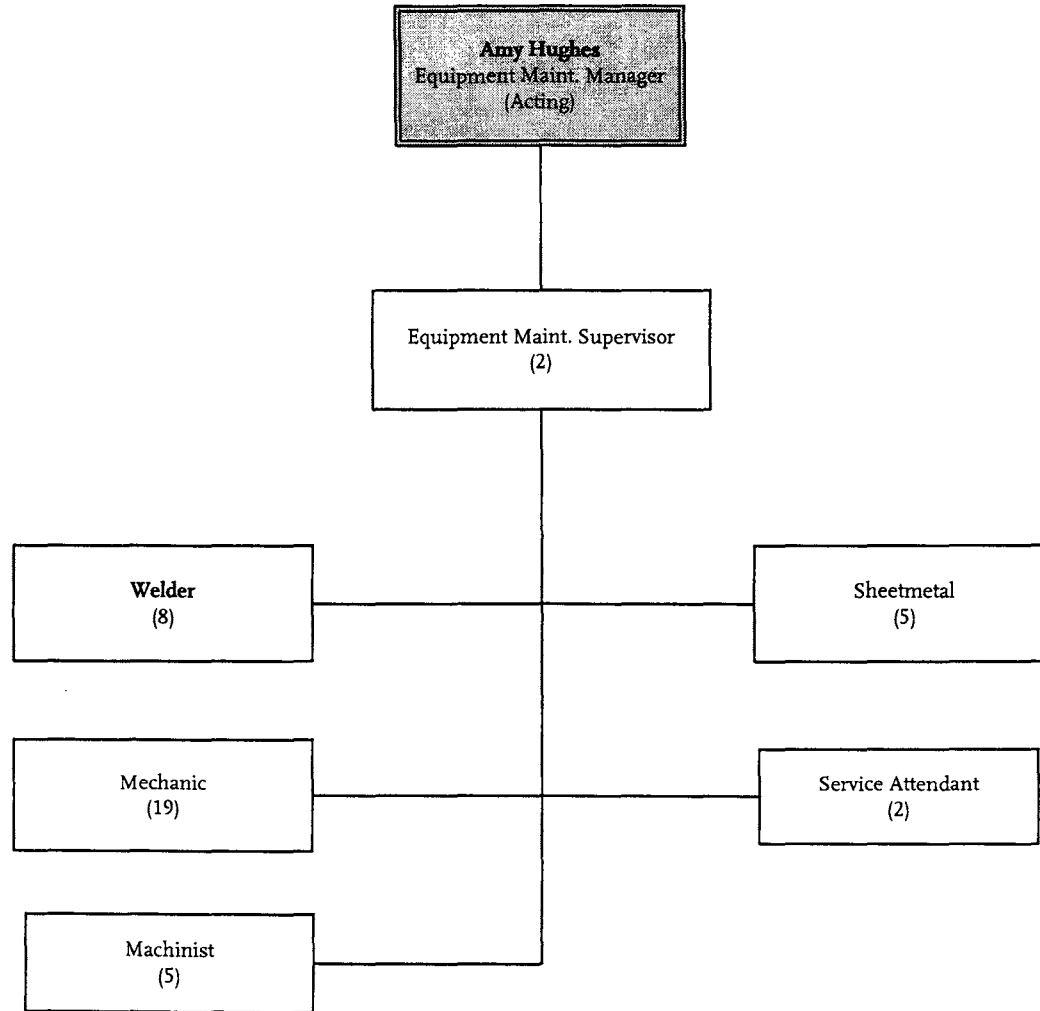 Amy Hughes
Equipment Maint. Manager
(Acting)
Equipment Maint. Supervisor
(2)
Welder
(8)
Sheetmetal
(5)
Mechanic
(19)
Service Attendant
(2)
Machinist
(5)